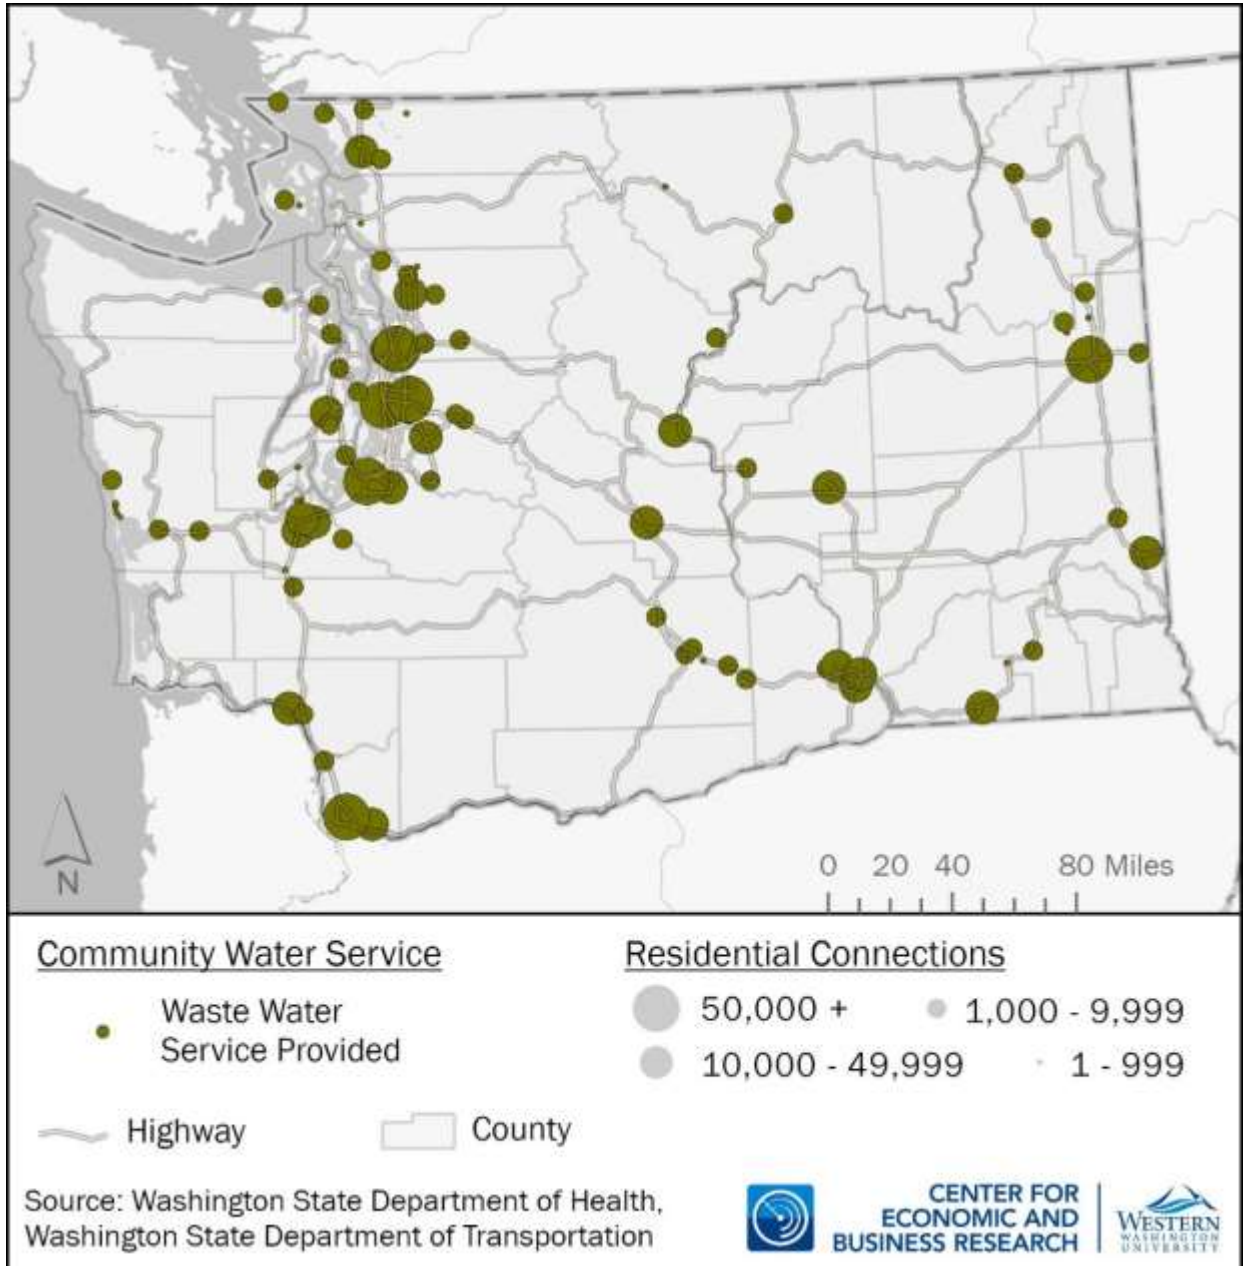 N
0 20 40 80 Miles
Community Water Service
Waste Water
Service Provided
Residential Connections
50,000 +
1,000 - 9,999
10,000 - 49,999
1 - 999
Highway
County
Source: Washington State Department of Health,
Washington State Department of Transportation
CENTER FOR
ECONOMIC AND
BUSINESS RESEARCH
WESTERN
WASHINGTON
UNIVERSITY